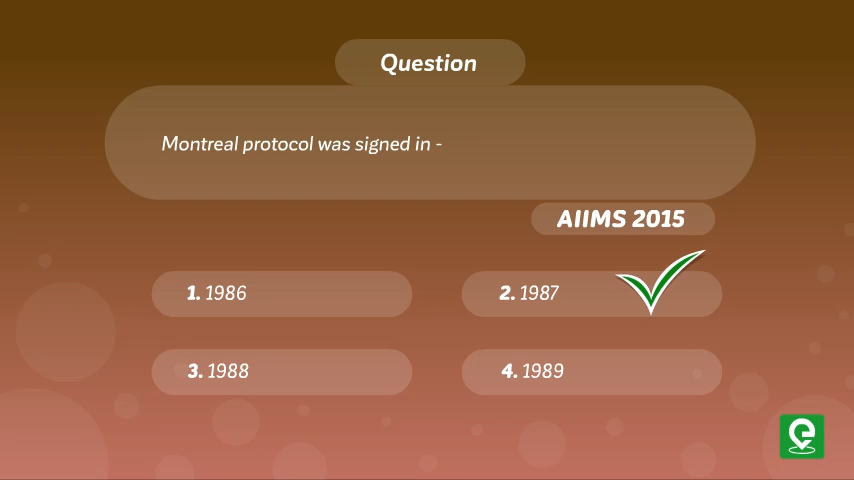 Question
Montreal protocol was signed in -
AIIMS 2015
1. 1986
2. 1987
3. 1988
4. 1989